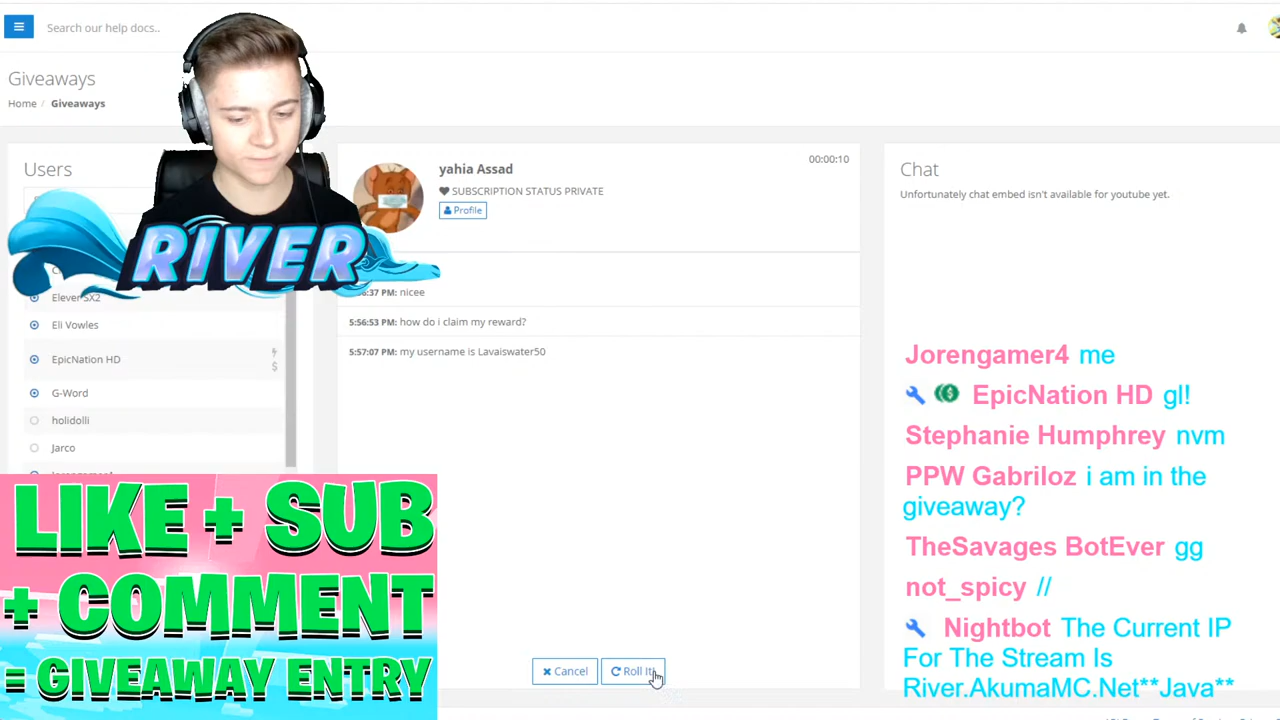 Search our help docs..
Giveaways
Home / Giveaways
Users
Elever SX2
Eli Vowles
EpicNation HD
$
G-Word
holidolli
Jarco
RIVER
yahia Assad
SUBSCRIPTION STATUS PRIVATE
Profile
00:00:10
37 PM: nicee
5:56:53 PM: how do i claim my reward?
5:57:07 PM: my username is Lavaiswater50
Cancel
Roll It!
Chat
Unfortunately chat embed isn't available for youtube yet.
Jorengamer4 me
EpicNation HD gl!
Stephanie Humphrey nvm
PPW Gabriloz i am in the
giveaway?
TheSavages BotEver gg
not_spicy //
Nightbot The Current IP
For The Stream Is
River.AkumaMC.Net**Java**
LIKE + SUB
+ COMMENT
= GIVEAWAY ENTRY